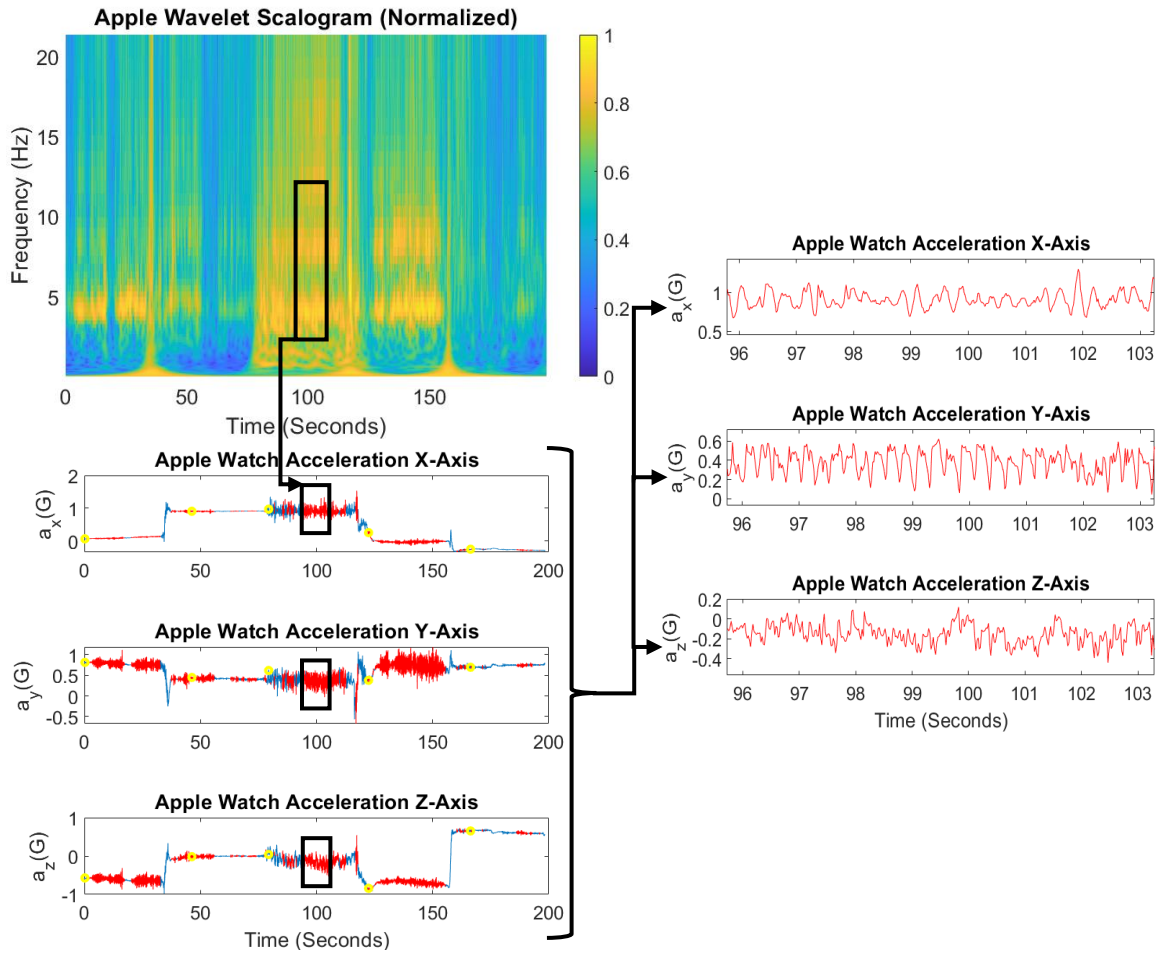 Apple Wavelet Scalogram (Normalized)
Frequency (Hz)
20
15
10
5
0 50 100 150
Time (Seconds)
1
0.8
0.6
0.4
0.2
0
Apple Watch Acceleration X-Axis
a_x(G)
2
1
0
0 50 100 150 200
Apple Watch Acceleration Y-Axis
a_y(G)
1
0.5
0
-0.5
0 50 100 150 200
Apple Watch Acceleration Z-Axis
a_z(G)
1
0
-1
0 50 100 150 200
Time (Seconds)
Apple Watch Acceleration X-Axis
a_x(G)
1
0.5
96 97 98 99 100 101 102 103
Apple Watch Acceleration Y-Axis
a_y(G)
0.6
0.4
0.2
0
96 97 98 99 100 101 102 103
Apple Watch Acceleration Z-Axis
a_z(G)
0.2
0
-0.2
-0.4
96 97 98 99 100 101 102 103
Time (Seconds)